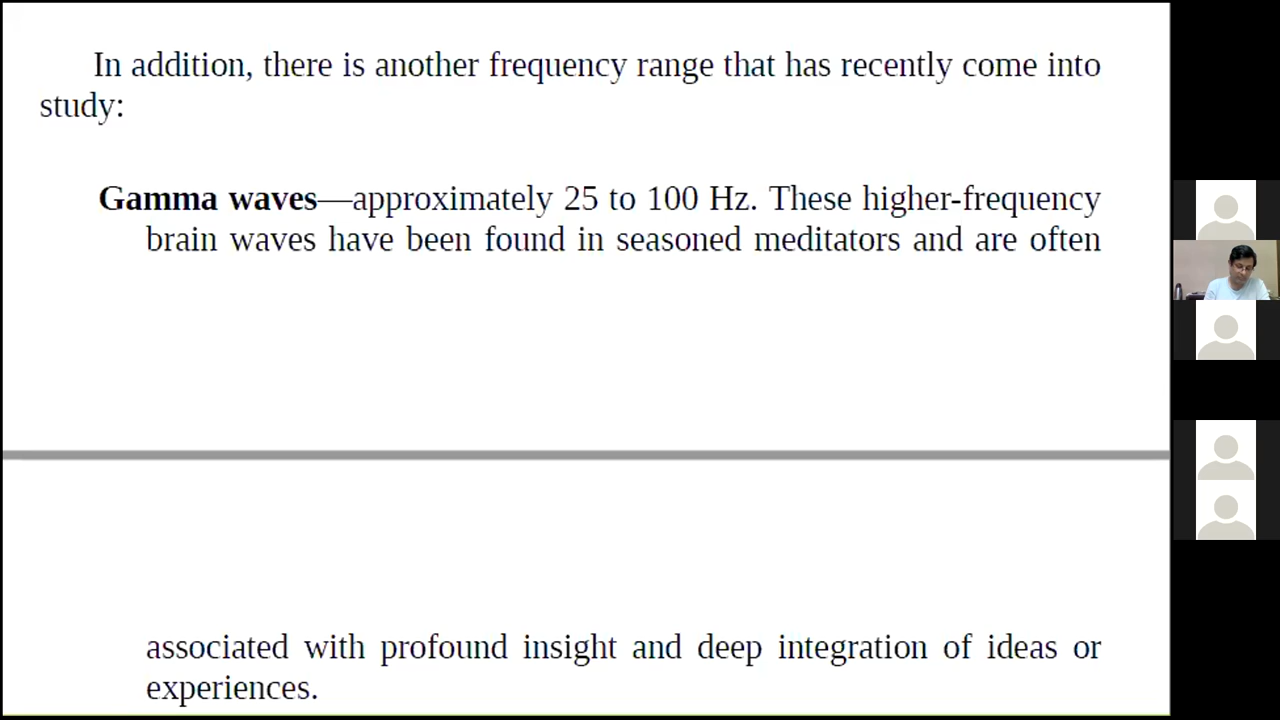 In addition, there is another frequency range that has recently come into
study:
Gamma waves—approximately 25 to 100 Hz. These higher-frequency
brain waves have been found in seasoned meditators and are often
associated with profound insight and deep integration of ideas or
experiences.